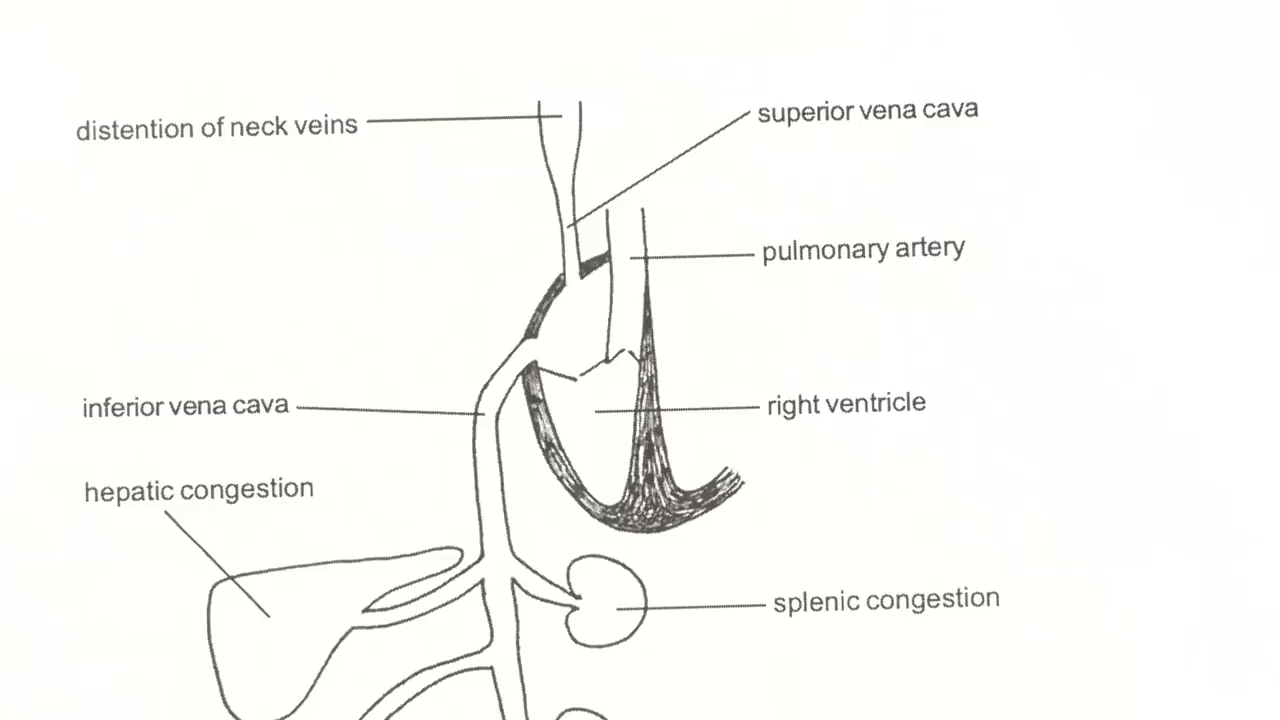 distention of neck veins
superior vena cava
pulmonary artery
inferior vena cava
right ventricle
hepatic congestion
splenic congestion